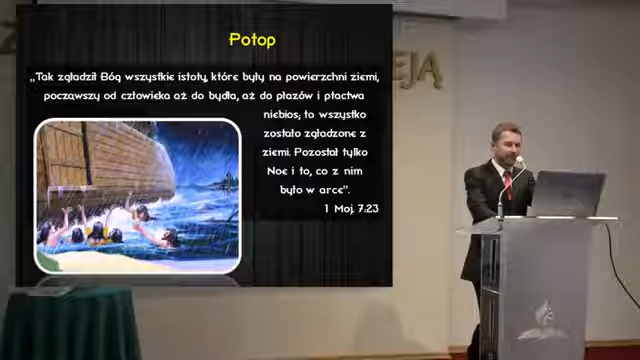 Potop
„Tak zgładził Bóg wszystkie istoty, które były na powierzchni ziemi,
począwszy od człowieka aż do bydła, aż do płazów i ptactwa
niebios; to wszystko
zostało zgładzone z
ziemi. Pozostał tylko
Noe i to, co z nim
było w arce".
1 Moj. 7:23